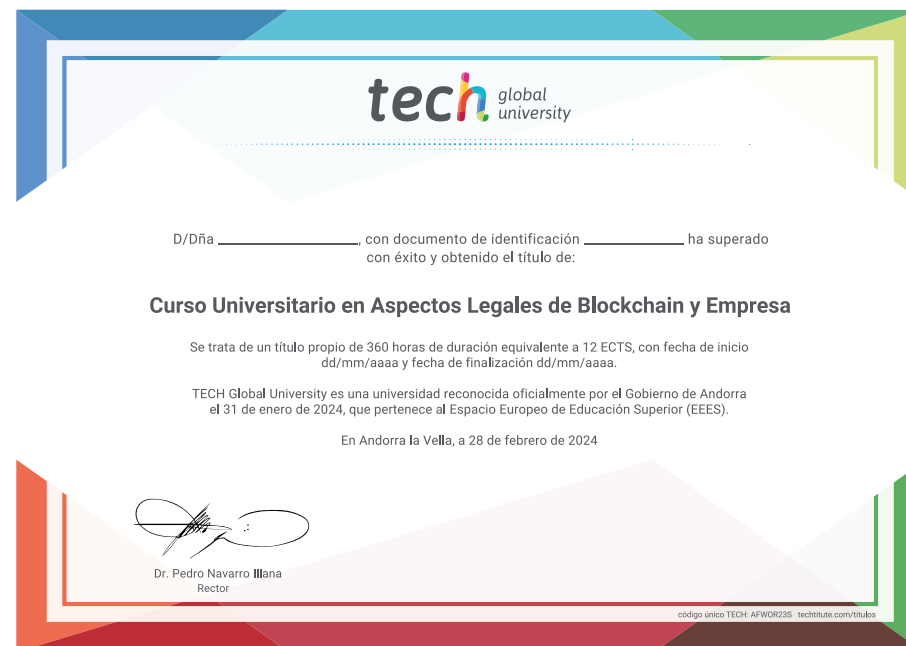 tech global
university
D/Dña ______________, con documento de identificación __________ ha superado
con éxito y obtenido el título de:
Curso Universitario en Aspectos Legales de Blockchain y Empresa
Se trata de un título propio de 360 horas de duración equivalente a 12 ECTS, con fecha de inicio
dd/mm/aaaa y fecha de finalización dd/mm/aaaa.
TECH Global University es una universidad reconocida oficialmente por el Gobierno de Andorra
el 31 de enero de 2024, que pertenece al Espacio Europeo de Educación Superior (EEES).
En Andorra la Vella, a 28 de febrero de 2024
Dr. Pedro Navarro Illana
Rector
código único TECH: AFWOR23S techtitute.com/titulos